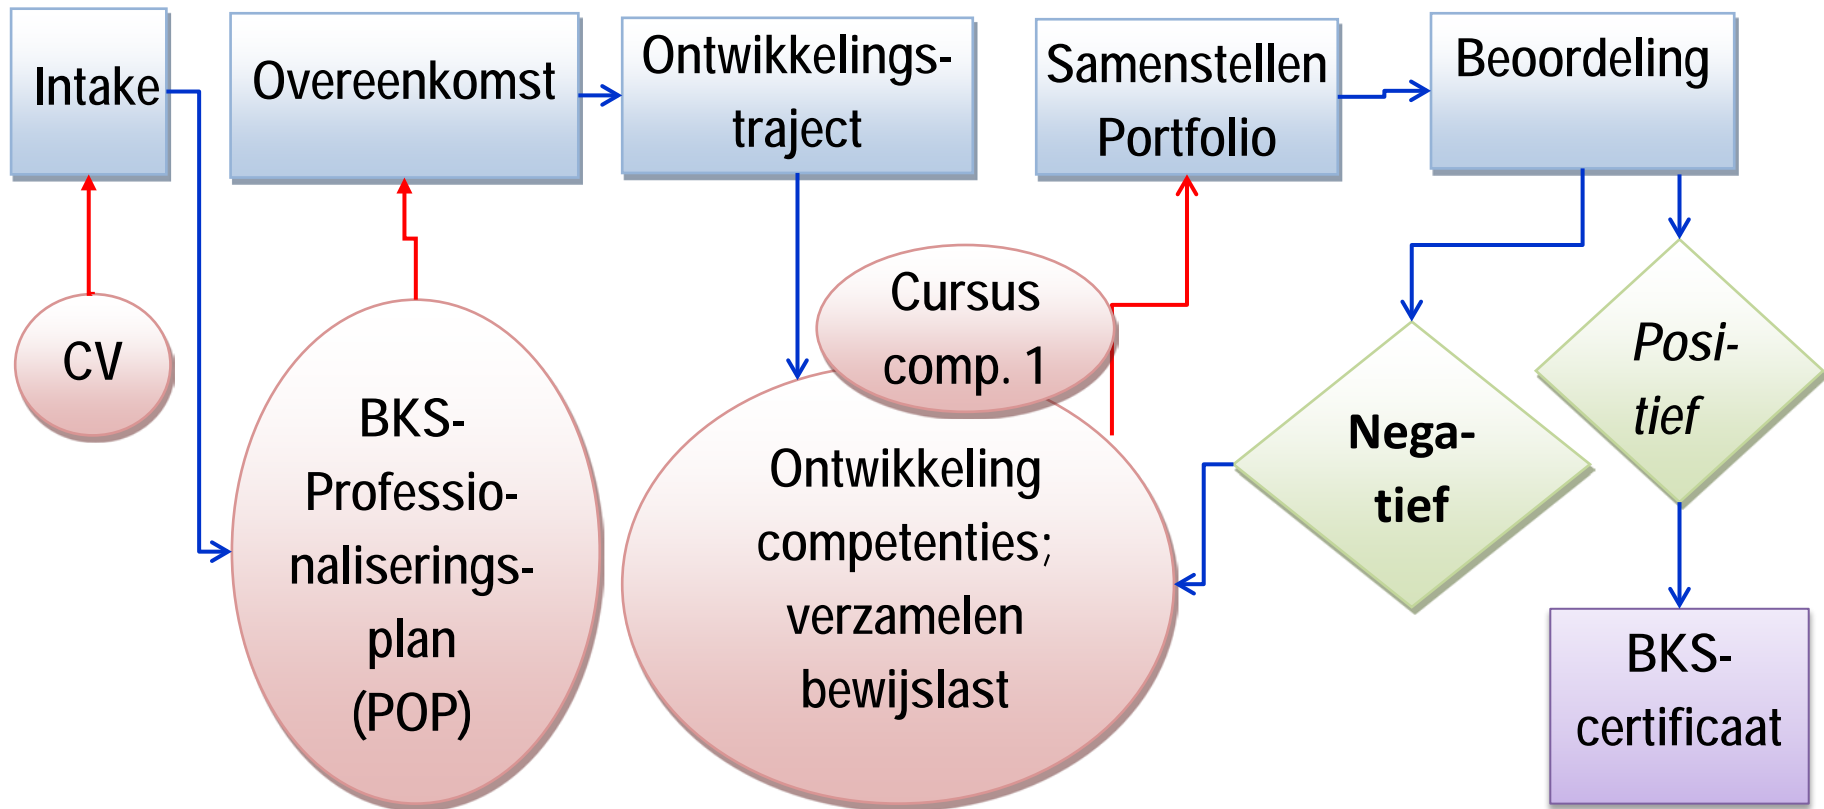 Intake
Overeenkomst
Ontwikkelings-
traject
Samenstellen
Portfolio
Beoordeling
CV
BKS-
Professio-
naliserings-
plan
(POP)
Cursus
comp. 1
Ontwikkeling
competenties;
verzamelen
bewijslast
Nega-
tief
Posi-
tief
BKS-
certificaat